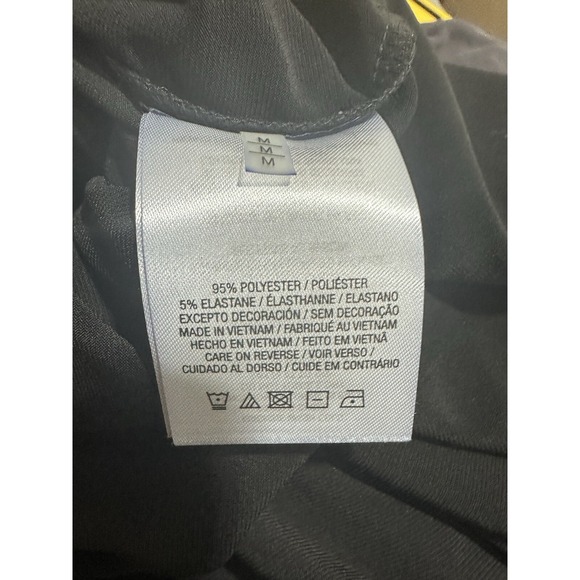 M
M
M
95% POLYESTER / POLIÉSTER
5% ELASTANE / ÉLASTHANNE / ELASTANO
EXCEPTO DECORACIÓN / SEM DECORAÇÃO
MADE IN VIETNAM / FABRIQUÉ AU VIETNAM
HECHO EN VIETNAM / FEITO EM VIETNÃ
CARE ON REVERSE / VOIR VERSO /
CUIDADO AL DORSO / CUIDE EM CONTRÁRIO